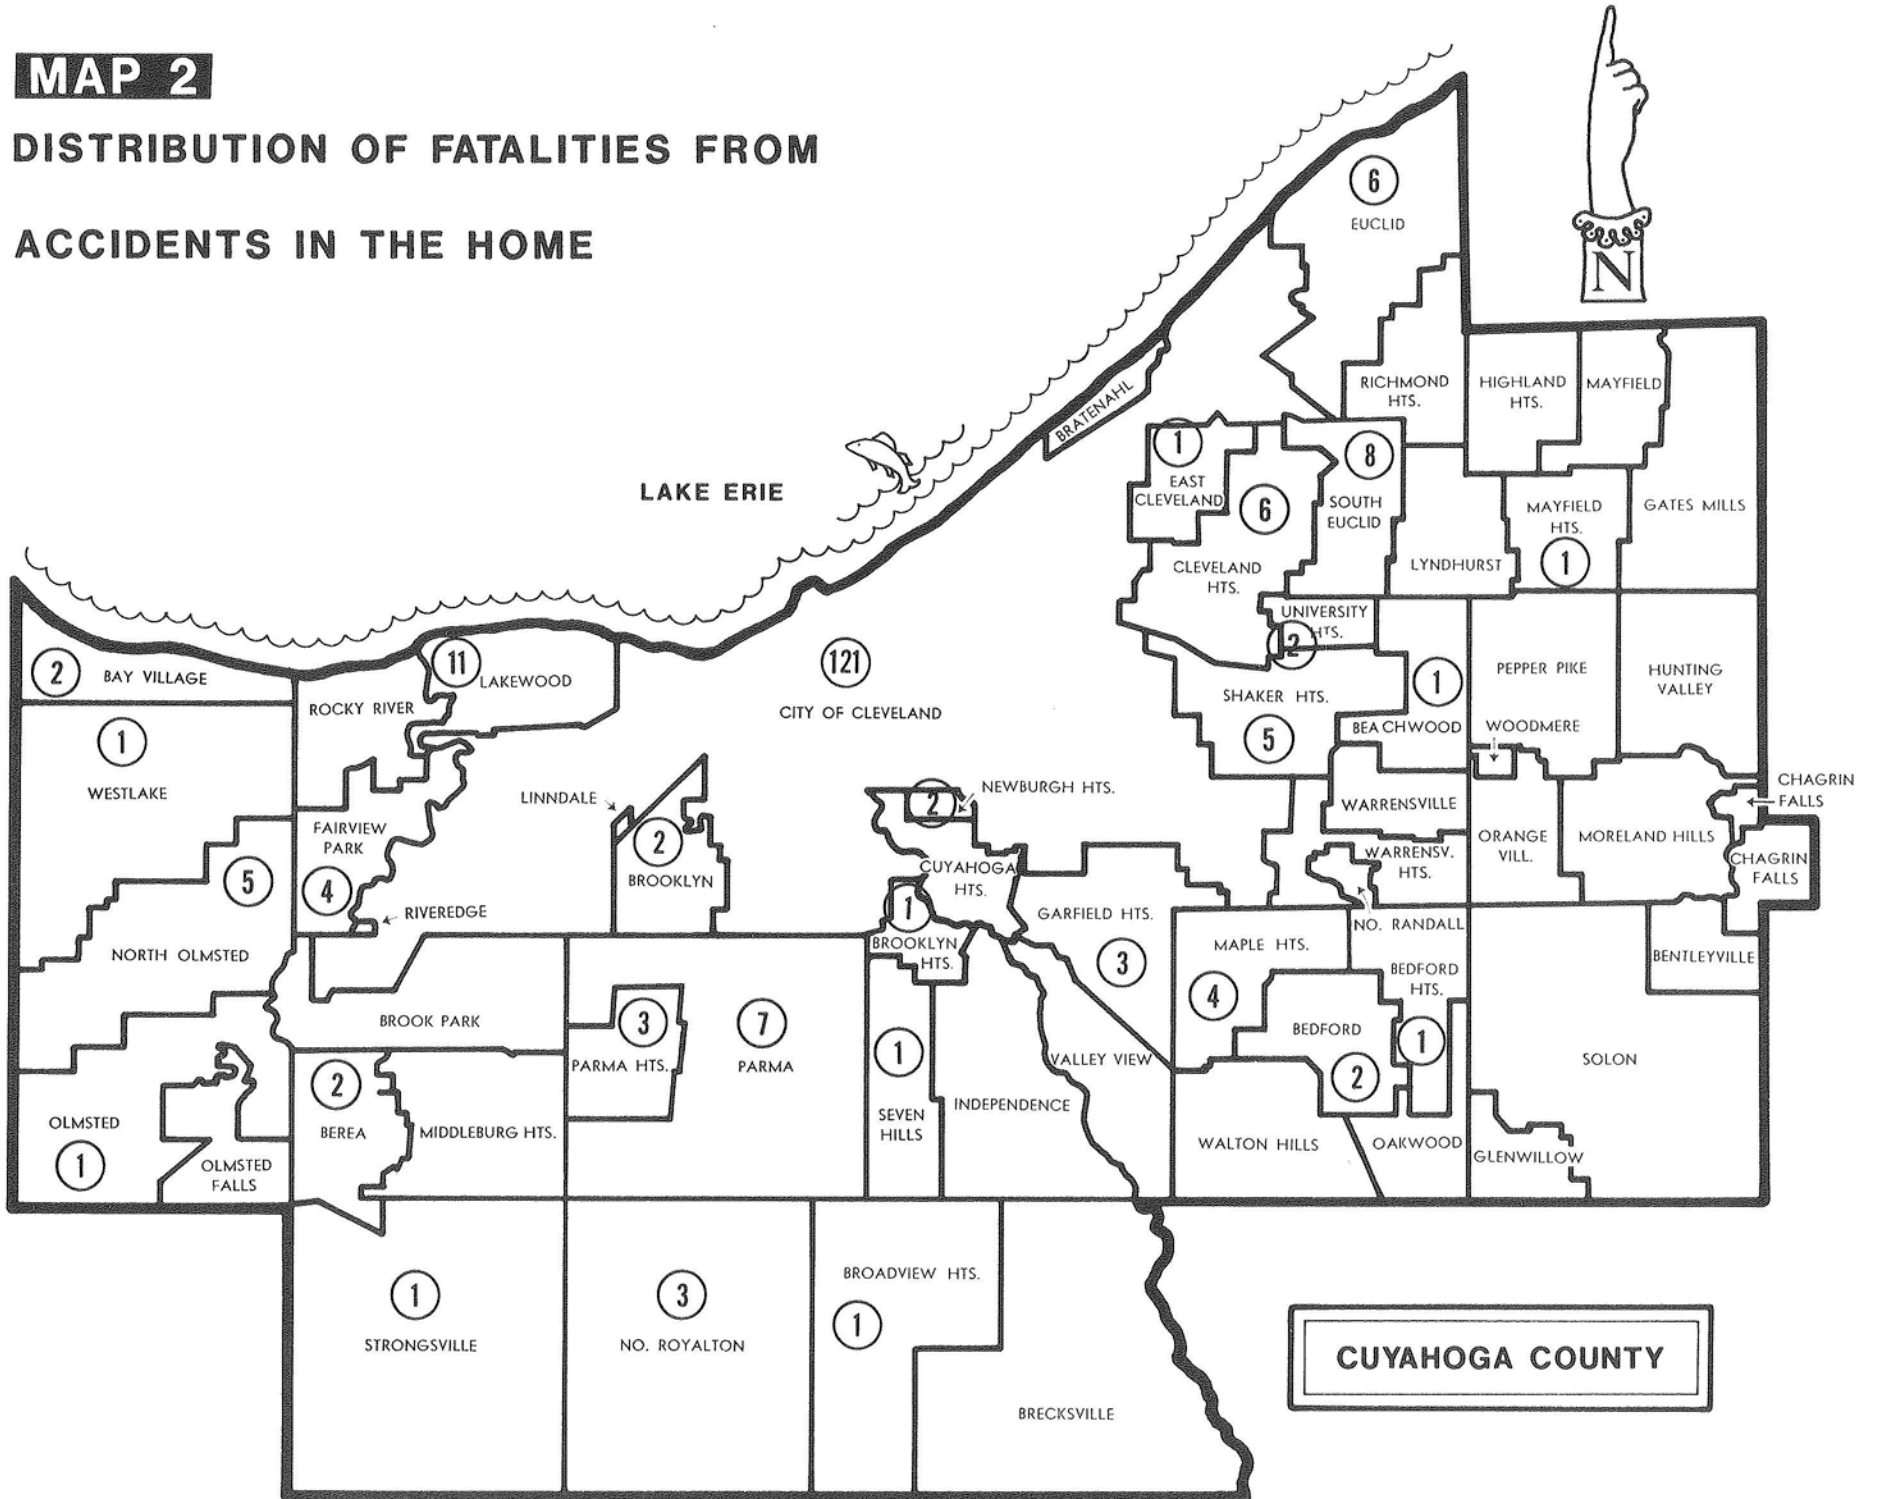 MAP 2
DISTRIBUTION OF FATALITIES FROM
ACCIDENTS IN THE HOME
N
6
EUCLID
RICHMOND
HTS.
HIGHLAND
HTS.
MAYFIELD
BRATENAHL
LAKE ERIE
1
EAST
CLEVELAND
6
CLEVELAND
HTS.
8
SOUTH
EUCLID
LYNDHURST
MAYFIELD
HTS.
1
GATES MILLS
UNIVERSITY
HTS.
2
2
BAY VILLAGE
ROCKY RIVER
11
LAKEWOOD
121
CITY OF CLEVELAND
SHAKER HTS.
5
1
BEACHWOOD
PEPPER PIKE
WOODMERE
HUNTING
VALLEY
1
WESTLAKE
LINNDALE
2
BROOKLYN
2
NEWBURGH HTS.
WARRENSVILLE
CHAGRIN
FALLS
FAIRVIEW
PARK
4
RIVEREDGE
CUYAHOGA
HTS.
WARRENSV.
HTS.
ORANGE
VILL.
MORELAND HILLS
CHAGRIN
FALLS
5
NORTH OLMSTED
1
BROOKLYN
HTS.
GARFIELD HTS.
3
MAPLE HTS.
4
NO. RANDALL
BEDFORD
HTS.
1
BENTLEYVILLE
BROOK PARK
3
PARMA HTS.
7
PARMA
1
SEVEN
HILLS
VALLEY VIEW
INDEPENDENCE
BEDFORD
2
SOLON
OLMSTED
1
OLMSTED
FALLS
2
BEREA
MIDDLEBURG HTS.
WALTON HILLS
OAKWOOD
GLENWILLOW
1
STRONGSVILLE
3
NO. ROYALTON
BROADVIEW HTS.
1
BRECKSVILLE
CUYAHOGA COUNTY